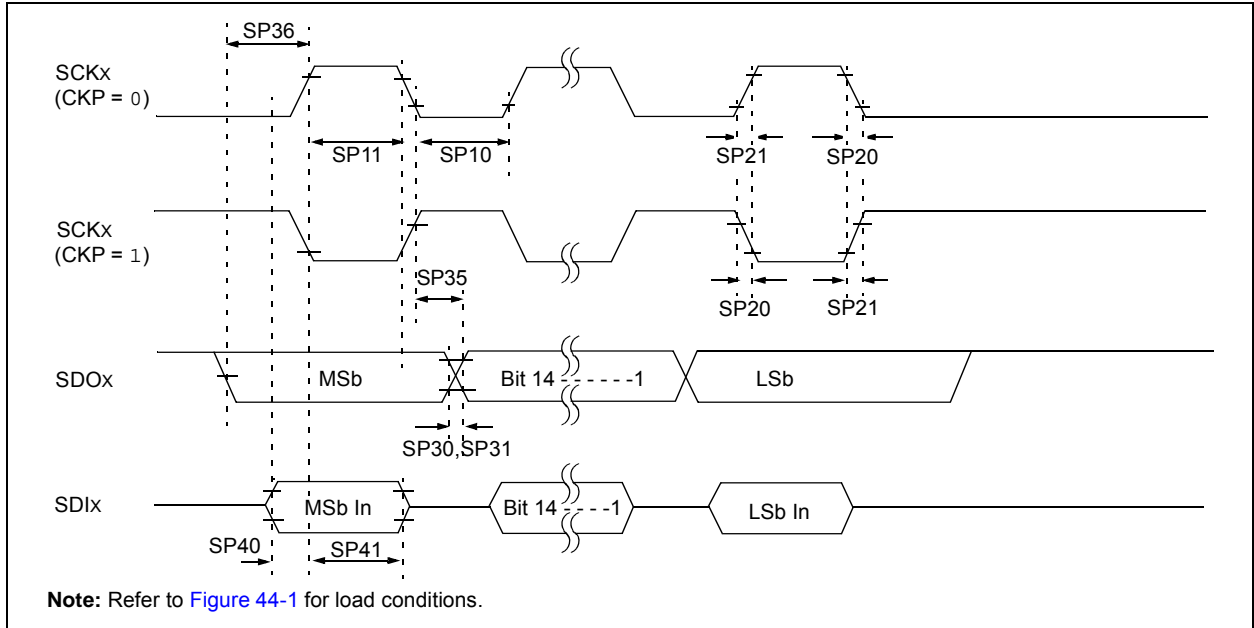 SP36
SCKx
(CKP = 0)
SP11
SP10
SP21
SP20
SCKx
(CKP = 1)
SP35
SP20
SP21
SDOx
MSb
Bit 14 - - - - - -1
LSb
SP30,SP31
SDIx
MSb In
Bit 14 - - - -1
LSb In
SP40
SP41
Note: Refer to Figure 44-1 for load conditions.